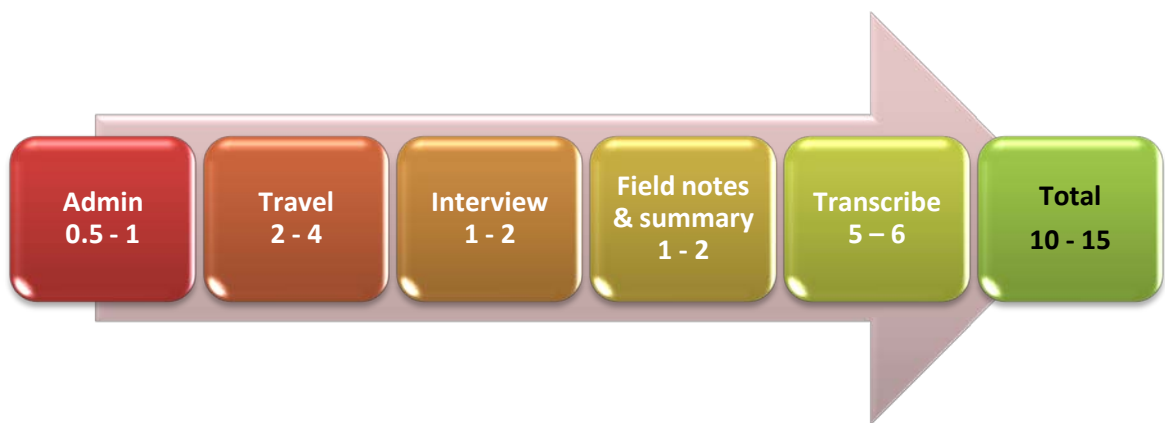 Admin
0.5 - 1
Travel
2 - 4
Interview
1 - 2
Field notes
& summary
1 - 2
Transcribe
5 – 6
Total
10 - 15